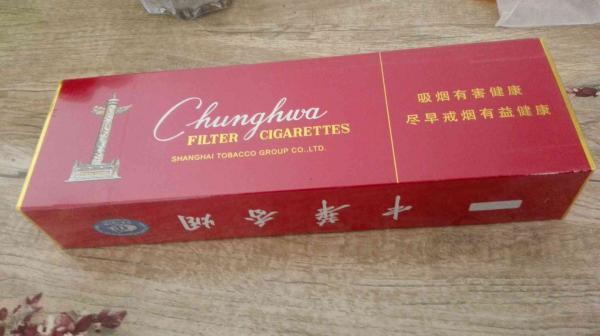 Chunghwa
FILTER CIGARETTES
SHANGHAI TOBACCO GROUP CO.,LTD.
吸烟有害健康
尽早戒烟有益健康
中華香烟